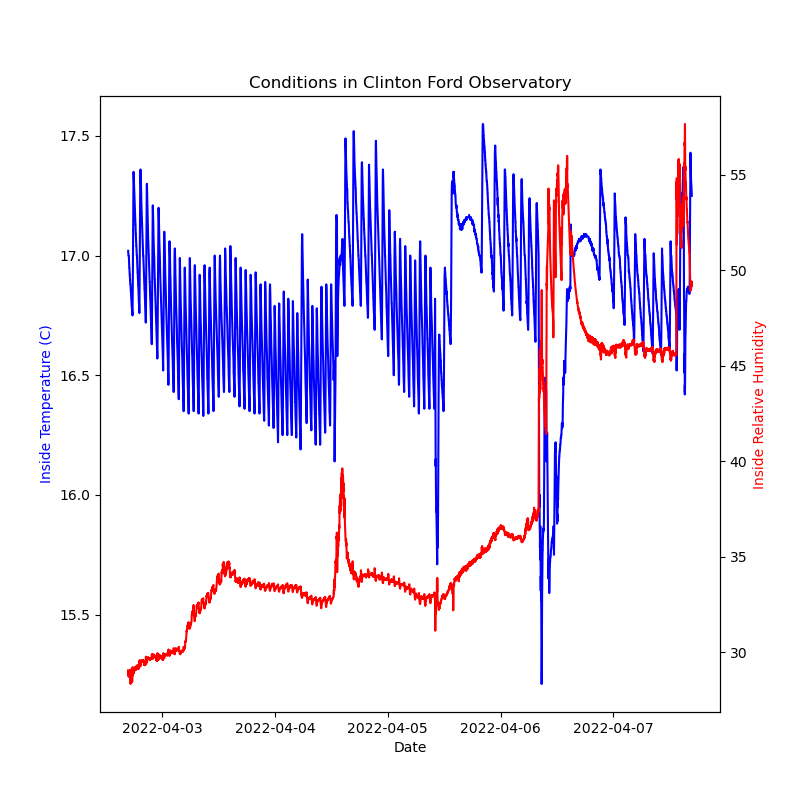 Conditions in Clinton Ford Observatory
Inside Temperature (C)
17.5
17.0
16.5
16.0
15.5
55
50
45
40
35
30
Inside Relative Humidity
2022-04-03 2022-04-04 2022-04-05 2022-04-06 2022-04-07
Date